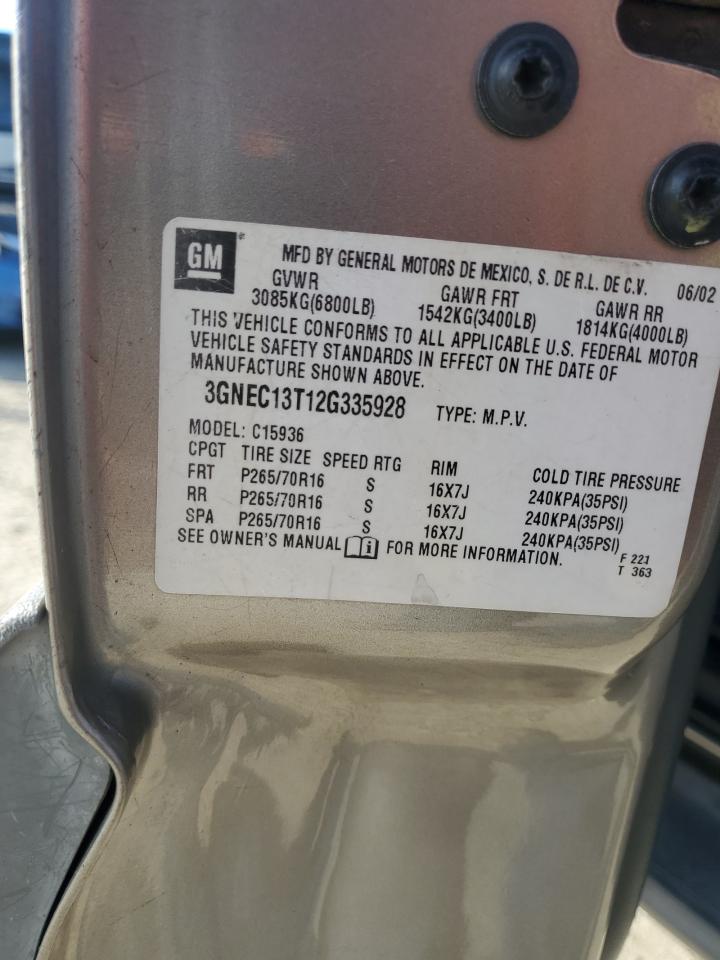 GM
MFD BY GENERAL MOTORS DE MEXICO, S. DE R.L. DE C.V. 06/02
GVWR GAWR FRT GAWR RR
3085KG(6800LB) 1542KG(3400LB) 1814KG(4000LB)
THIS VEHICLE CONFORMS TO ALL APPLICABLE U.S. FEDERAL MOTOR
VEHICLE SAFETY STANDARDS IN EFFECT ON THE DATE OF
MANUFACTURE SHOWN ABOVE.
3GNEC13T12G335928 TYPE: M.P.V.
MODEL: C15936
CPGT TIRE SIZE SPEED RTG RIM COLD TIRE PRESSURE
FRT P265/70R16 S 16X7J 240KPA(35PSI)
RR P265/70R16 S 16X7J 240KPA(35PSI)
SPA P265/70R16 S 16X7J 240KPA(35PSI)
SEE OWNER'S MANUAL FOR MORE INFORMATION.
F 221
T 363